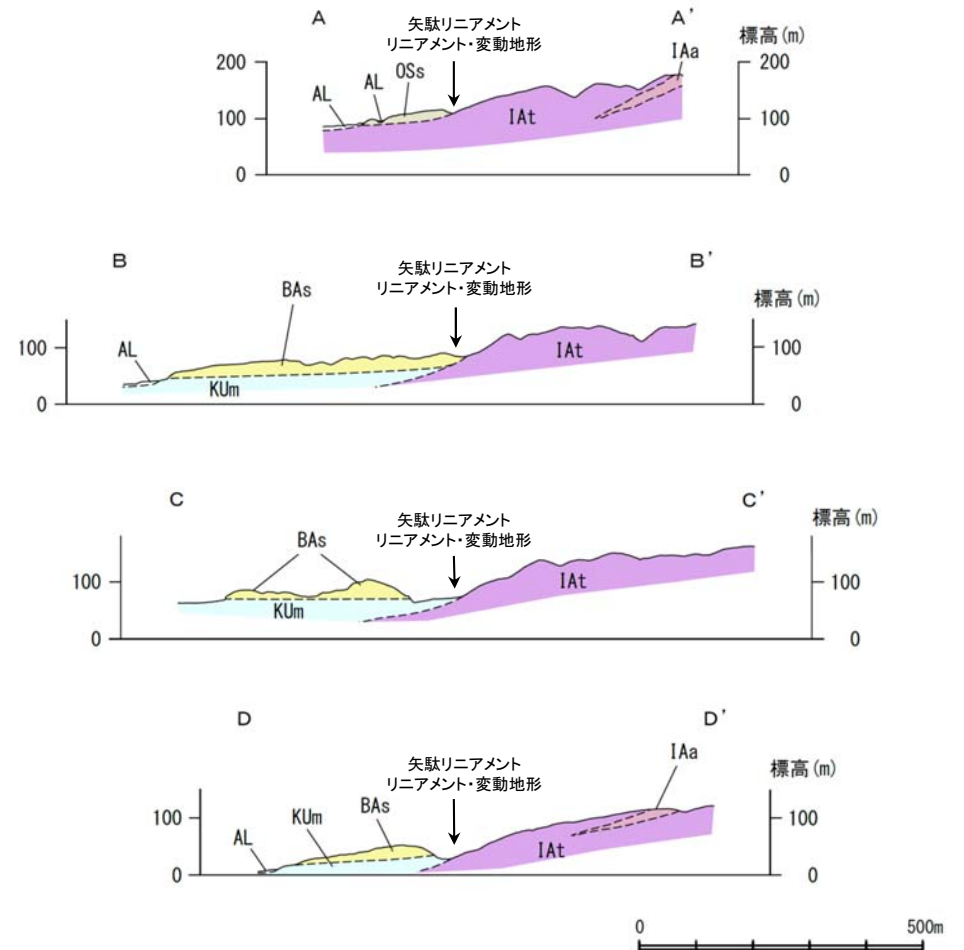 A
A'
矢駄リニアメント
リニアメント・変動地形
標高(m)
200
200
IAa
OSs
AL
AL
100
IAt
100
0
0
B
B'
矢駄リニアメント
リニアメント・変動地形
標高(m)
BAs
100
AL
IAt
100
KUm
0
0
C
C'
矢駄リニアメント
リニアメント・変動地形
標高(m)
BAs
100
IAt
100
KUm
0
0
D
D'
矢駄リニアメント
リニアメント・変動地形
IAa
標高(m)
BAs
KUm
100
100
AL
IAt
0
0
0
500m